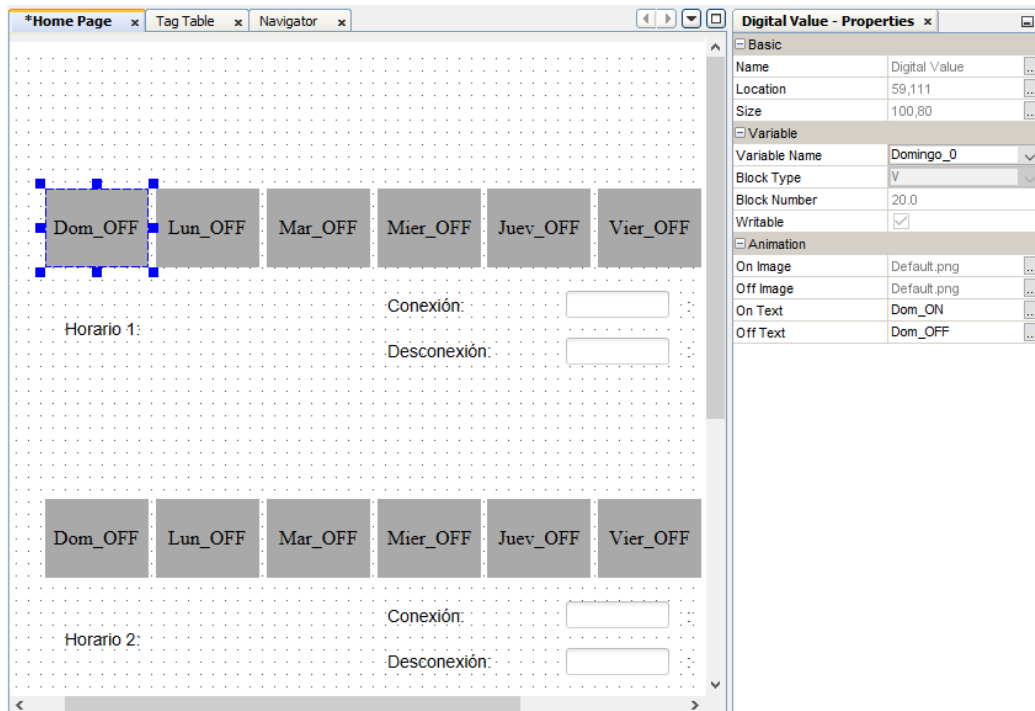 *Home Page x Tag Table x Navigator x
Dom_OFF Lun_OFF Mar_OFF Mier_OFF Juev_OFF Vier_OFF
Conexión: :
Horario 1:
Desconexión: :
Dom_OFF Lun_OFF Mar_OFF Mier_OFF Juev_OFF Vier_OFF
Conexión: :
Horario 2:
Desconexión: :
Digital Value - Properties x
Basic
Name Digital Value ...
Location 59,111 ...
Size 100,80 ...
Variable
Variable Name Domingo_0
Block Type V
Block Number 20.0
Writable
Animation
On Image Default.png ...
Off Image Default.png ...
On Text Dom_ON ...
Off Text Dom_OFF ...